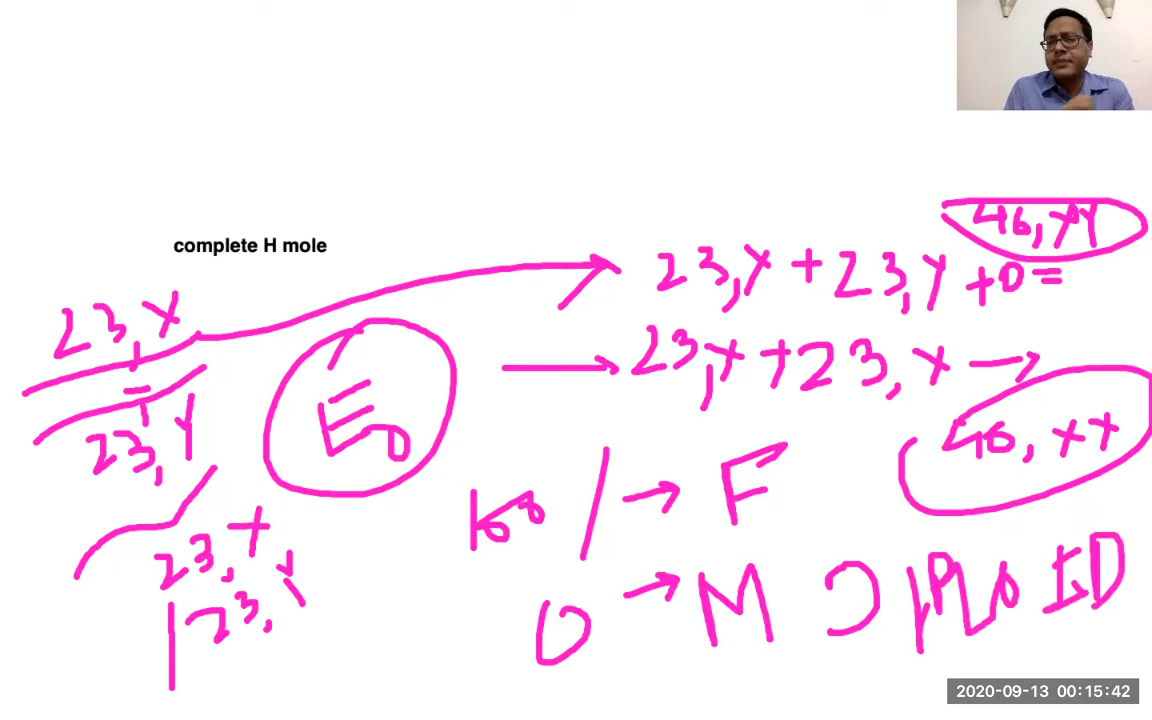 46, XY
complete H mole
23, X + 23, Y + 0 =
23, X
23, X + 23, X →
23, Y
E0
46, XX
→ F
23, X
23, Y
0 → M DIPLOID
2020-09-13 00:15:42